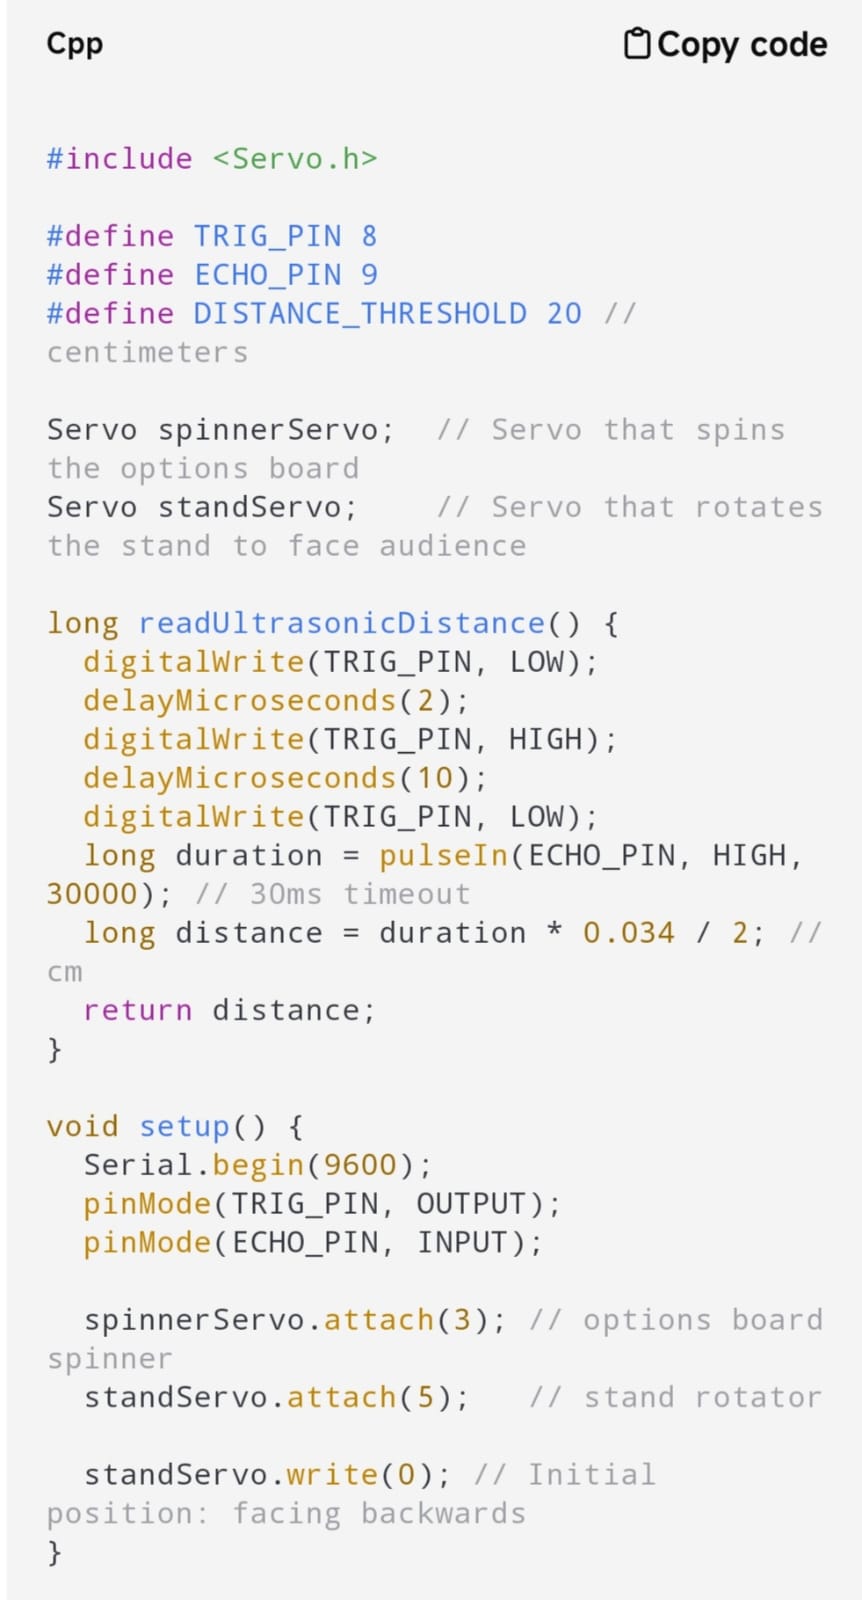 Cpp
Copy code
#include <Servo.h>
#define TRIG_PIN 8
#define ECHO_PIN 9
#define DISTANCE_THRESHOLD 20 //
centimeters
Servo spinnerServo;  // Servo that spins
the options board
Servo standServo;    // Servo that rotates
the stand to face audience
long readUltrasonicDistance() {
  digitalWrite(TRIG_PIN, LOW);
  delayMicroseconds(2);
  digitalWrite(TRIG_PIN, HIGH);
  delayMicroseconds(10);
  digitalWrite(TRIG_PIN, LOW);
  long duration = pulseIn(ECHO_PIN, HIGH,
30000); // 30ms timeout
  long distance = duration * 0.034 / 2; //
cm
  return distance;
}
void setup() {
  Serial.begin(9600);
  pinMode(TRIG_PIN, OUTPUT);
  pinMode(ECHO_PIN, INPUT);
  spinnerServo.attach(3); // options board
spinner
  standServo.attach(5);   // stand rotator
  standServo.write(0); // Initial
position: facing backwards
}